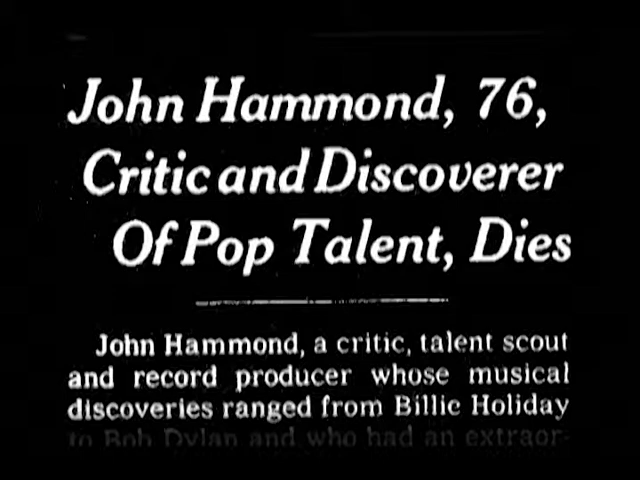 John Hammond, 76,
Critic and Discoverer
Of Pop Talent, Dies
John Hammond, a critic, talent scout
and record producer whose musical
discoveries ranged from Billie Holiday
to Bob Dylan and who had an extraor-